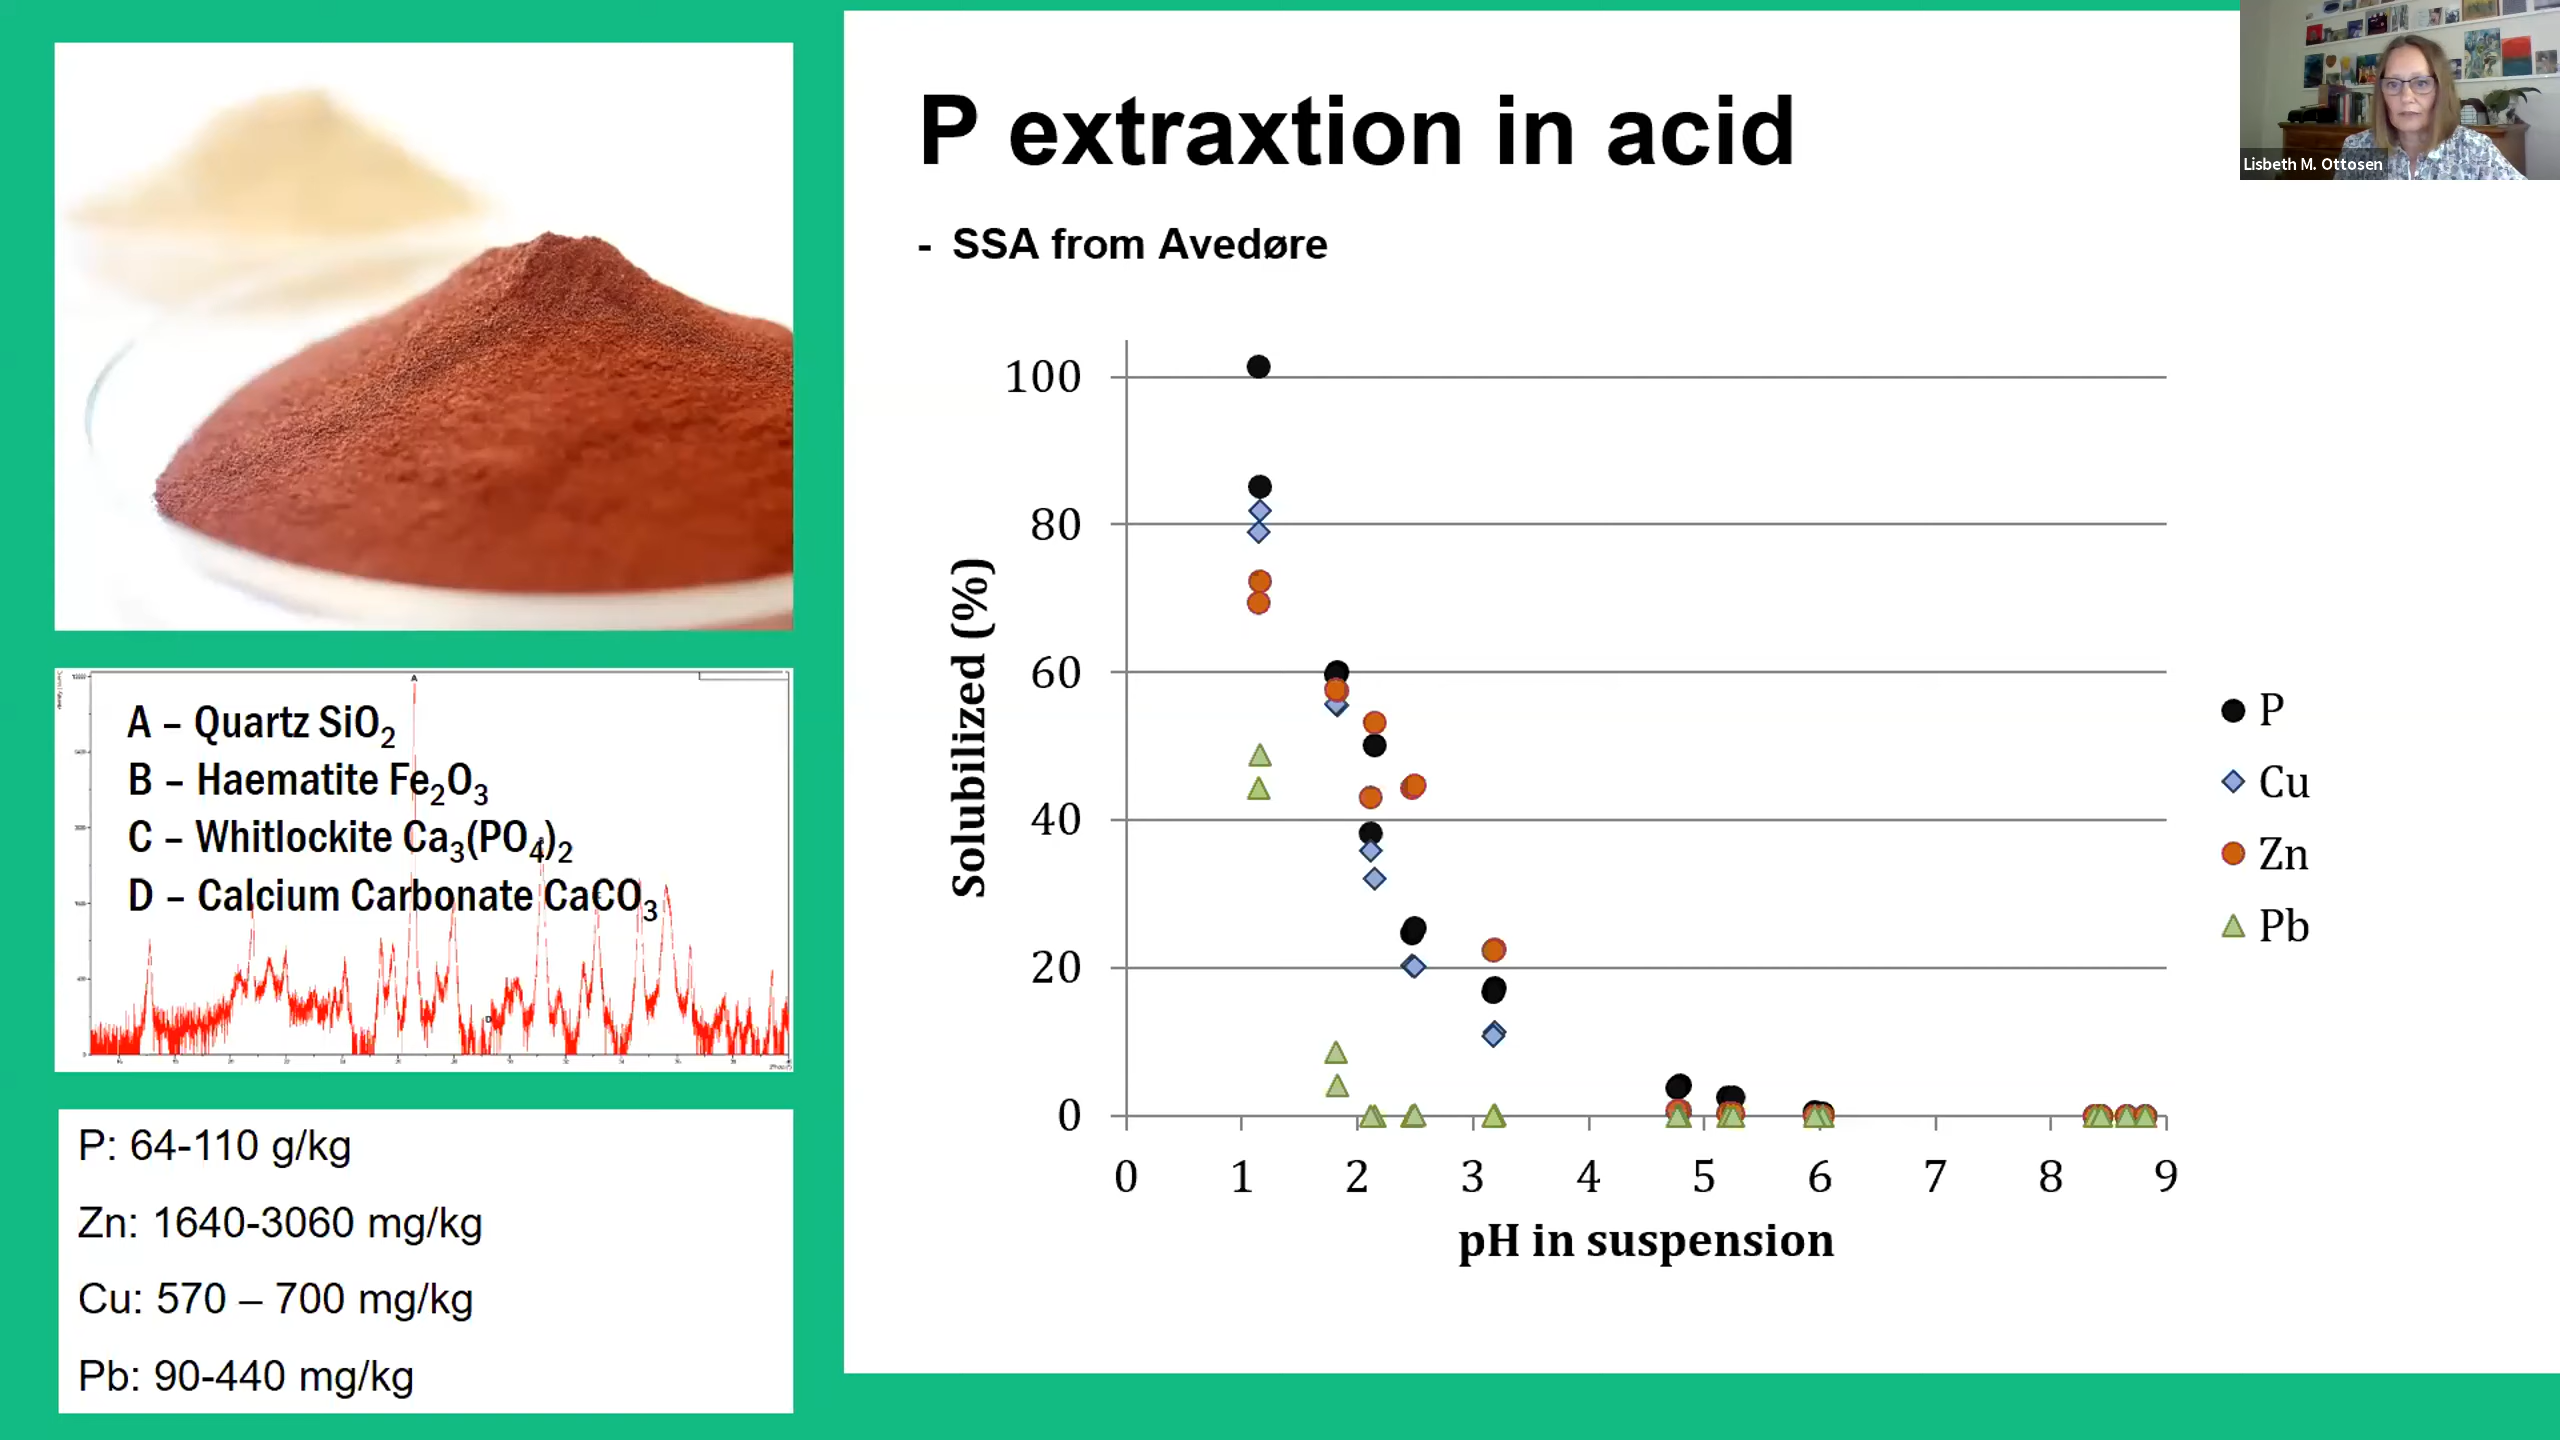 P extraxtion in acid
- SSA from Avedøre
Lisbeth M. Ottosen
A
A – Quartz SiO2
B – Haematite Fe2O3
C – Whitlockite Ca3(PO4)2
D – Calcium Carbonate CaCO3
D
P: 64-110 g/kg
Zn: 1640-3060 mg/kg
Cu: 570 – 700 mg/kg
Pb: 90-440 mg/kg
Solubilized (%)
100
80
60
40
20
0
0 1 2 3 4 5 6 7 8 9
pH in suspension
P
Cu
Zn
Pb